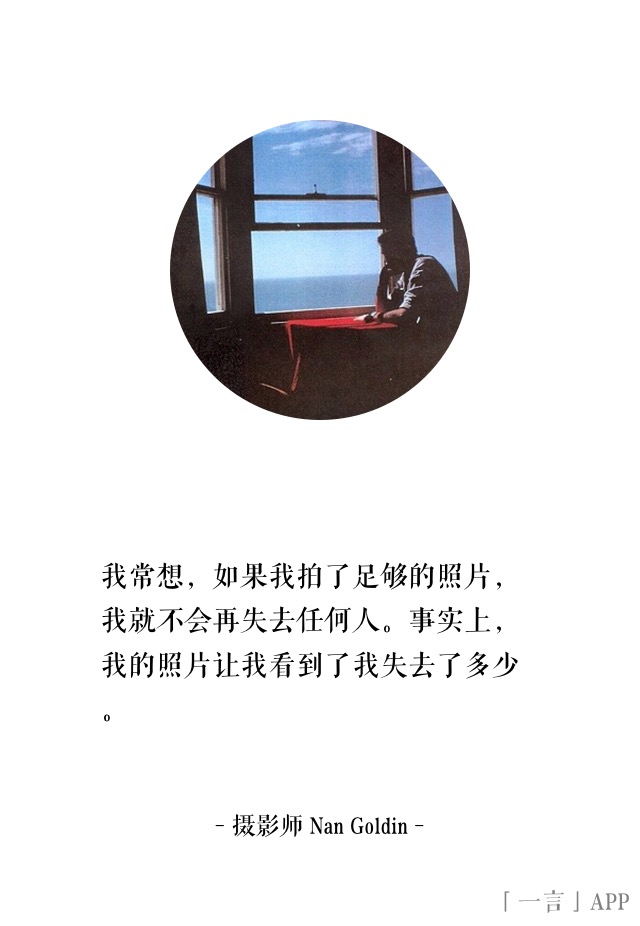 我常想，如果我拍了足够的照片，
我就不会再失去任何人。事实上，
我的照片让我看到了我失去了多少
。
- 摄影师 Nan Goldin -
「一言」APP